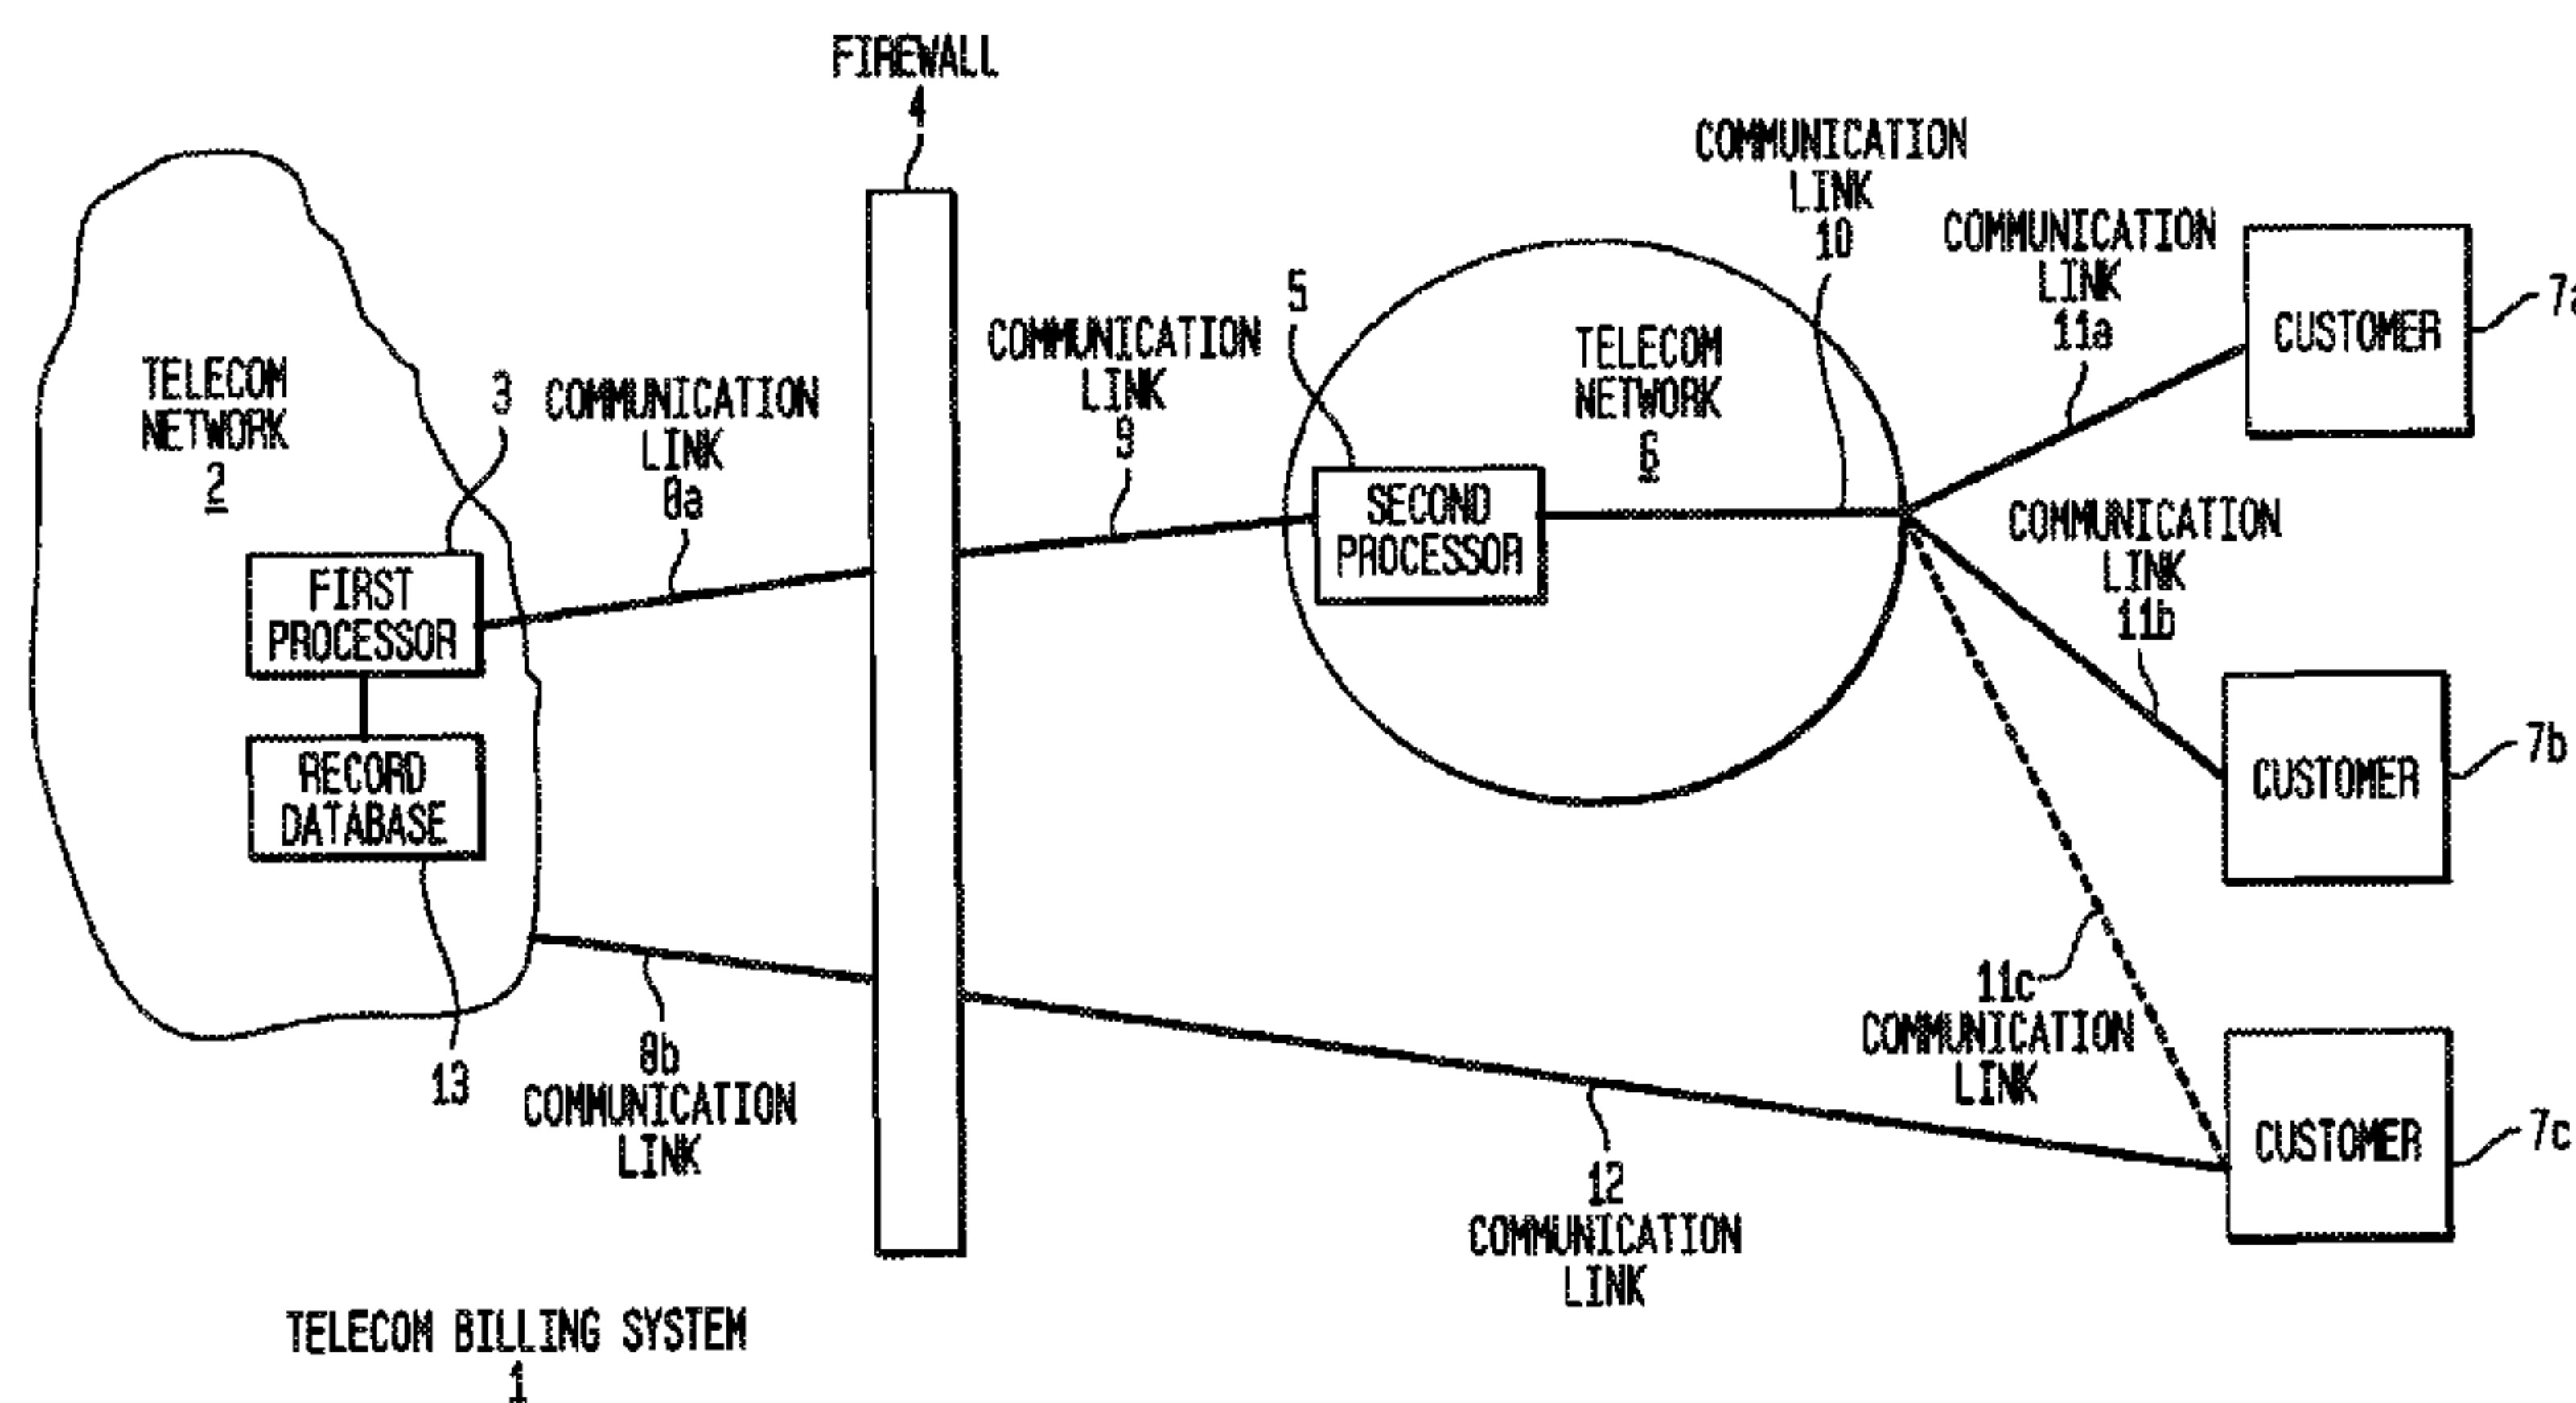 FIREWALL
4
COMMUNICATION
LINK
10
COMMUNICATION
LINK
11a
CUSTOMER
7a
TELECOM
NETWORK
2
3
COMMUNICATION
LINK
8a
COMMUNICATION
LINK
9
5
TELECOM
NETWORK
6
SECOND
PROCESSOR
COMMUNICATION
LINK
11b
FIRST
PROCESSOR
RECORD
DATABASE
13
CUSTOMER
7b
8b
COMMUNICATION
LINK
11c
COMMUNICATION
LINK
CUSTOMER
7c
12
COMMUNICATION
LINK
TELECOM BILLING SYSTEM
1